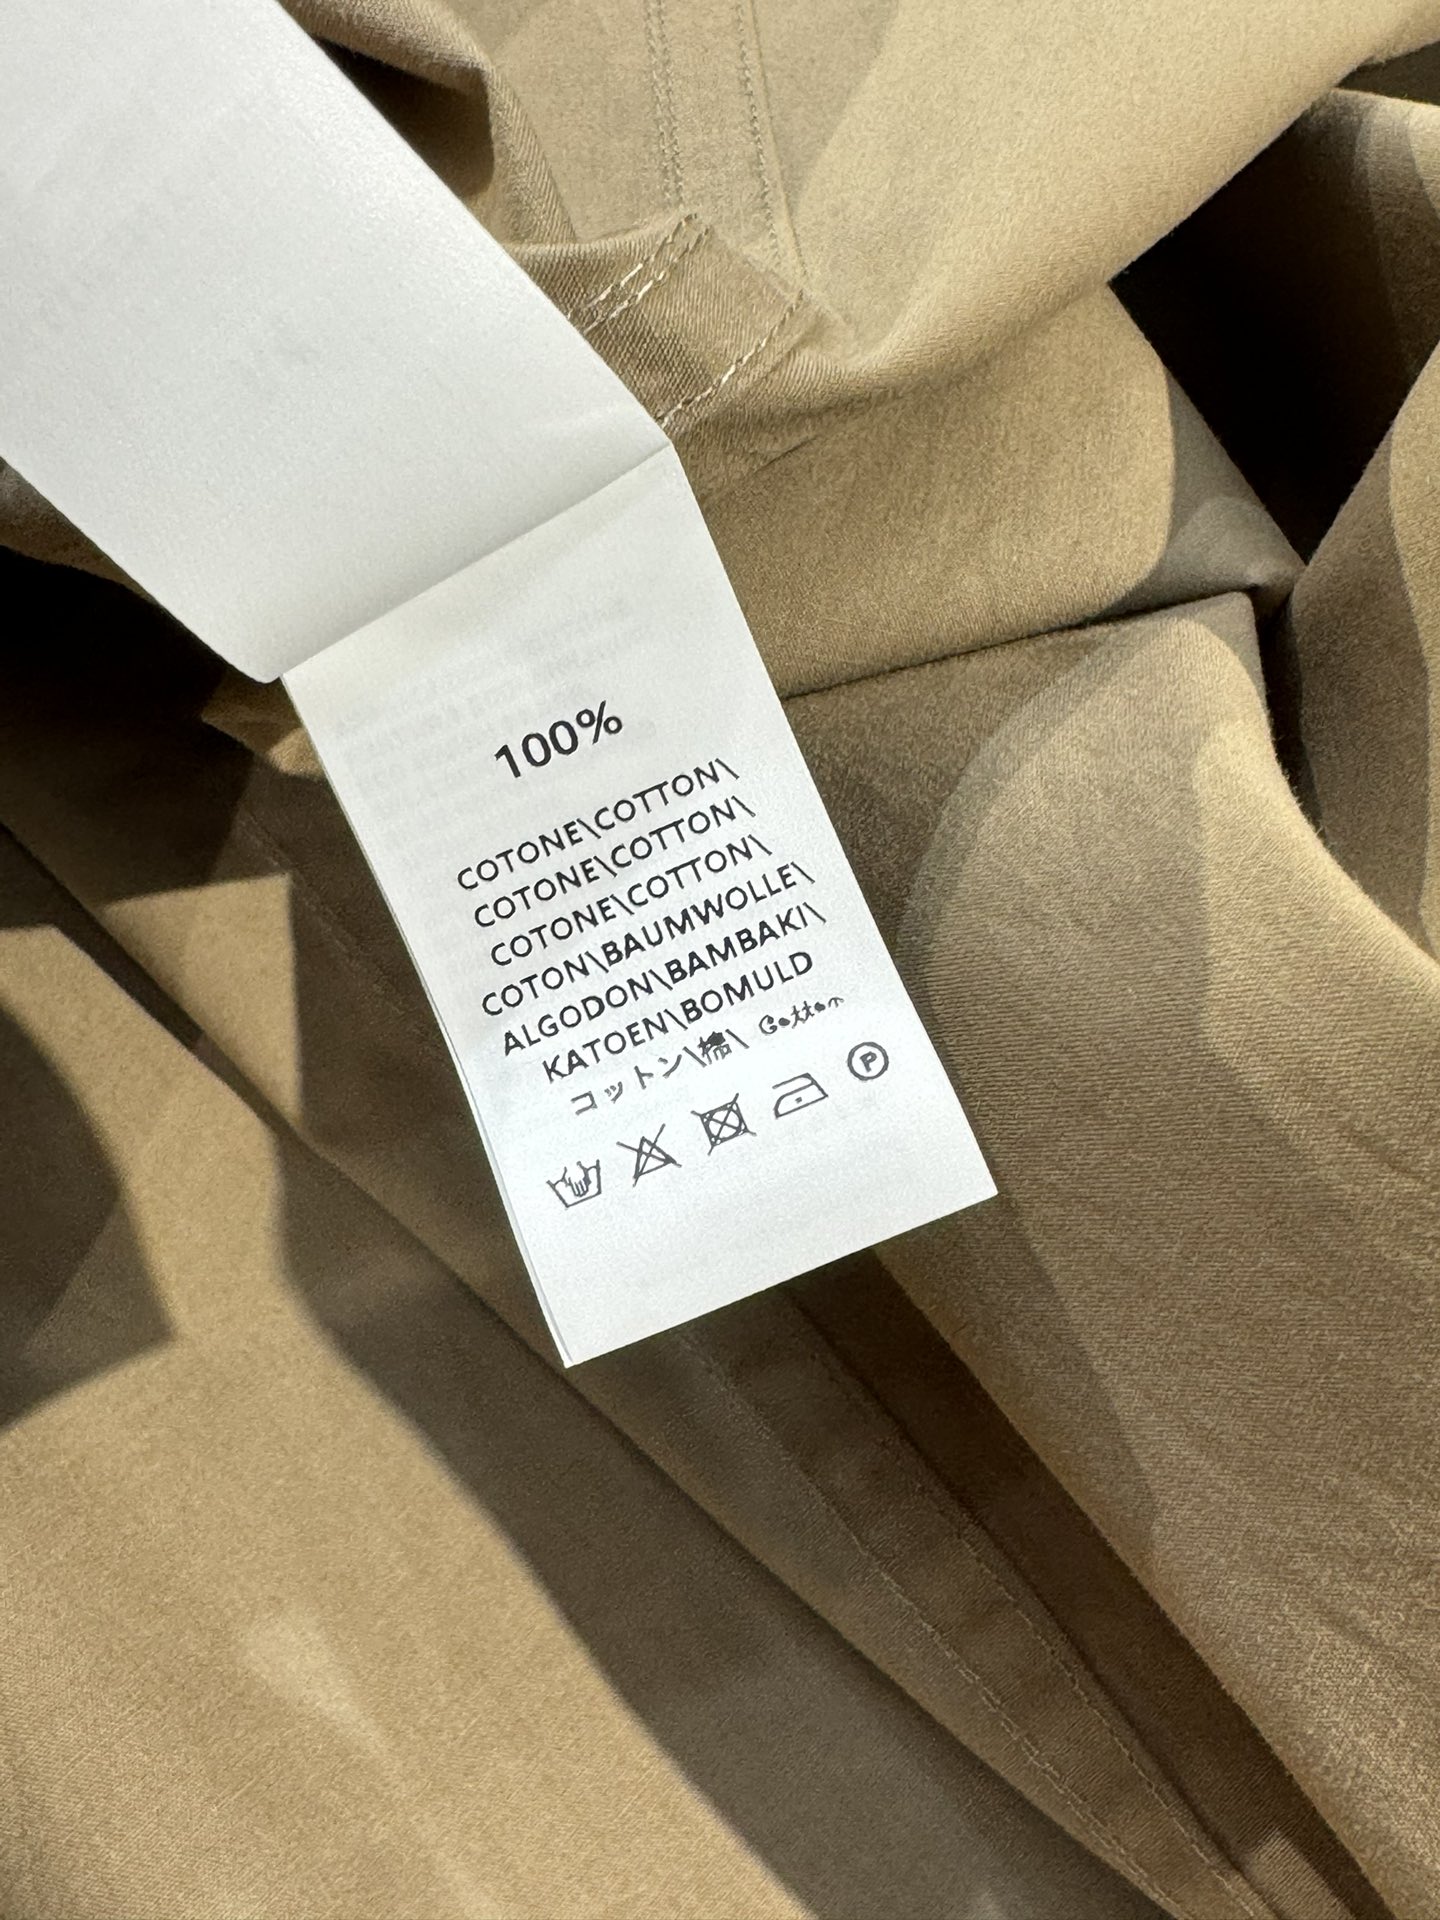 100%
COTONE\COTTON\
COTONE\COTTON\
COTONE\COTTON\
COTON\BAUMWOLLE\
ALGODON\BAMBAKI\
KATOEN\BOMULD
コットン\棉\ Cotton
P